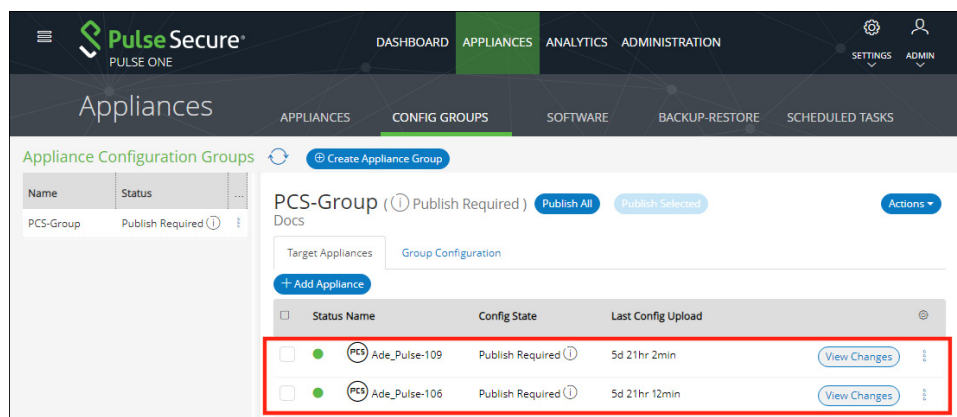 Pulse Secure®
PULSE ONE
DASHBOARD APPLIANCES ANALYTICS ADMINISTRATION
SETTINGS ADMIN
Appliances
APPLIANCES CONFIG GROUPS SOFTWARE BACKUP-RESTORE SCHEDULED TASKS
Appliance Configuration Groups
Create Appliance Group
Name Status ...
PCS-Group Publish Required
PCS-Group ( Publish Required ) Publish All Publish Selected Actions
Docs
Target Appliances Group Configuration
+ Add Appliance
Status Name Config State Last Config Upload
PCS Ade_Pulse-109 Publish Required 5d 21hr 2min View Changes
PCS Ade_Pulse-106 Publish Required 5d 21hr 12min View Changes